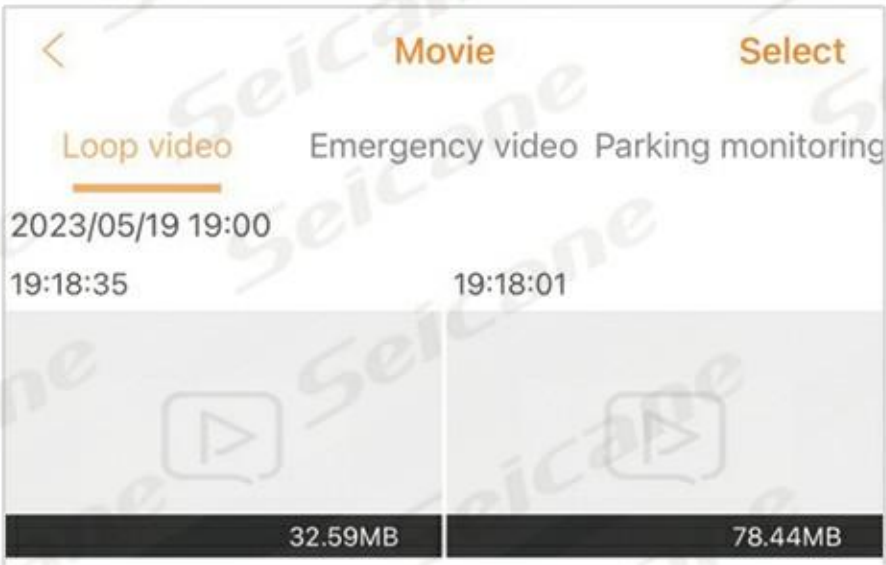 Movie Select
Loop video Emergency video Parking monitoring
2023/05/19 19:00
19:18:35 19:18:01
32.59MB 78.44MB
Seicane